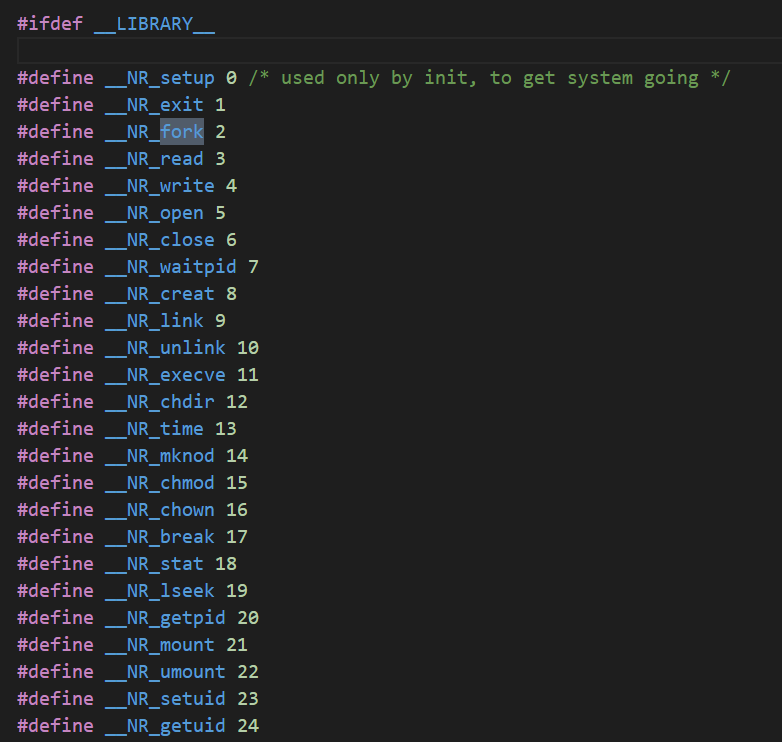 #ifdef __LIBRARY__
#define __NR_setup 0 /* used only by init, to get system going */
#define __NR_exit 1
#define __NR_fork 2
#define __NR_read 3
#define __NR_write 4
#define __NR_open 5
#define __NR_close 6
#define __NR_waitpid 7
#define __NR_creat 8
#define __NR_link 9
#define __NR_unlink 10
#define __NR_execve 11
#define __NR_chdir 12
#define __NR_time 13
#define __NR_mknod 14
#define __NR_chmod 15
#define __NR_chown 16
#define __NR_break 17
#define __NR_stat 18
#define __NR_lseek 19
#define __NR_getpid 20
#define __NR_mount 21
#define __NR_umount 22
#define __NR_setuid 23
#define __NR_getuid 24